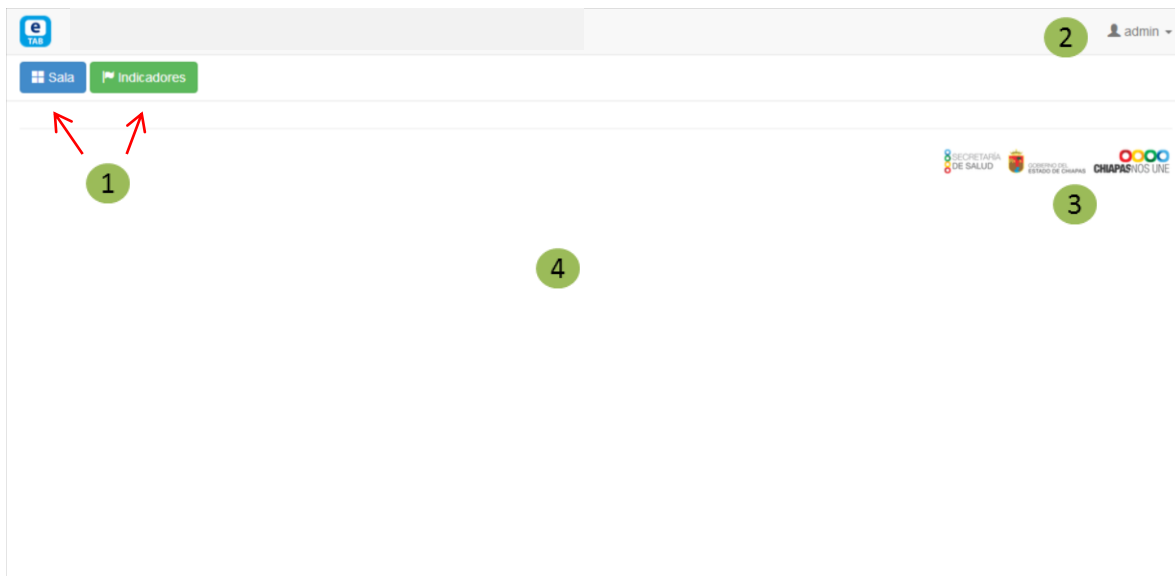 e
TAB
2
admin
Sala
Indicadores
1
SECRETARÍA
DE SALUD
GOBIERNO DEL
ESTADO DE CHIAPAS
CHIAPASNOS UNE
3
4